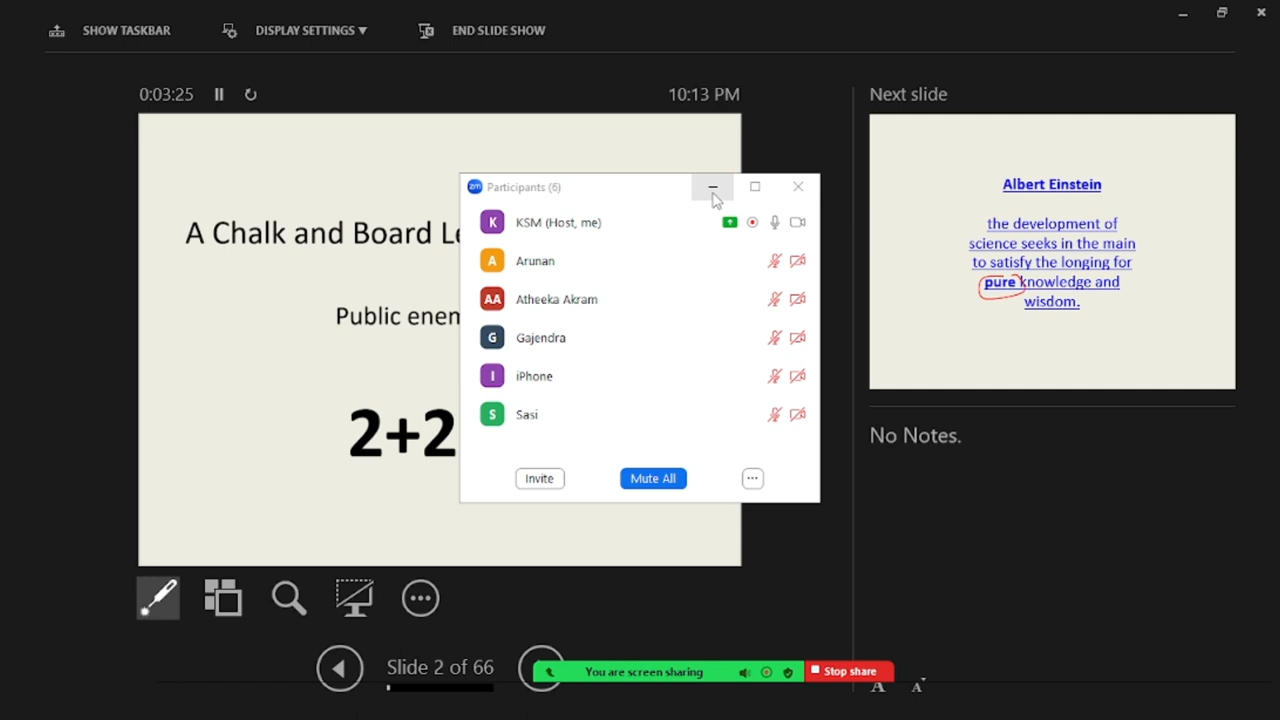 SHOW TASKBAR
DISPLAY SETTINGS
END SLIDE SHOW
0:03:25
10:13 PM
Next slide
A Chalk and Board Le
Public enem
2+2
zm Participants (6)
K KSM (Host, me)
A Arunan
AA Atheeka Akram
G Gajendra
I iPhone
S Sasi
Invite
Mute All
Albert Einstein
the development of
science seeks in the main
to satisfy the longing for
pure knowledge and
wisdom.
No Notes.
Slide 2 of 66
You are screen sharing
Stop share
A A